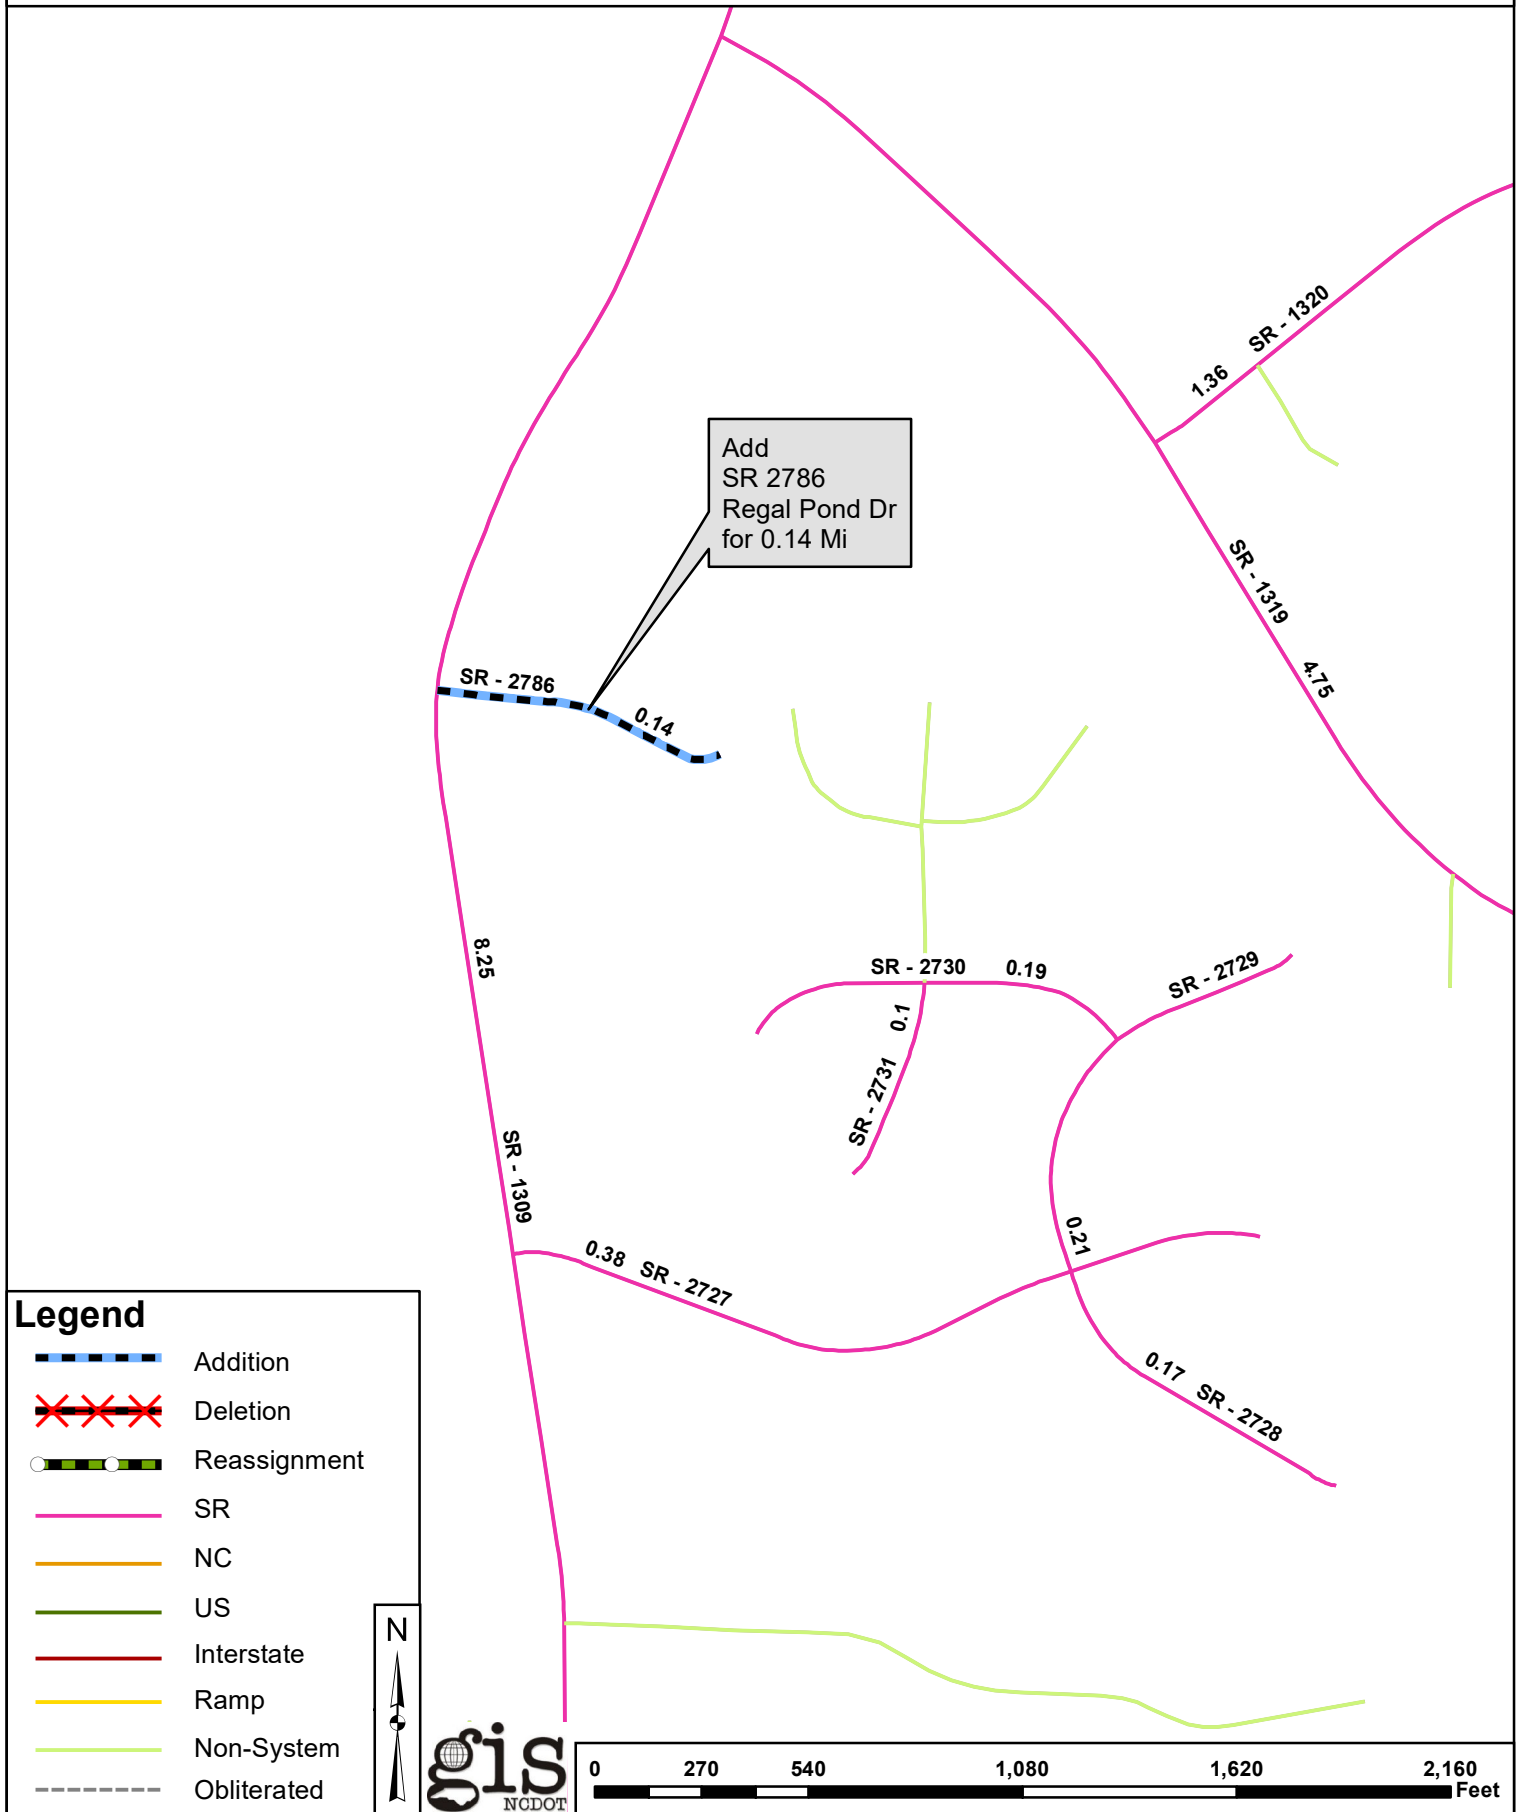 SR - 1320
1.36
Add
SR 2786
Regal Pond Dr
for 0.14 Mi
SR - 1319
4.75
SR - 2786
0.14
8.25
SR - 2730
0.19
SR - 2729
0.1
SR - 2731
SR - 1309
0.21
0.38 SR - 2727
0.17 SR - 2728
Legend
Addition
Deletion
Reassignment
SR
NC
US
Interstate
Ramp
Non-System
Obliterated
N
gis
NCDOT
0 270 540 1,080 1,620 2,160
Feet